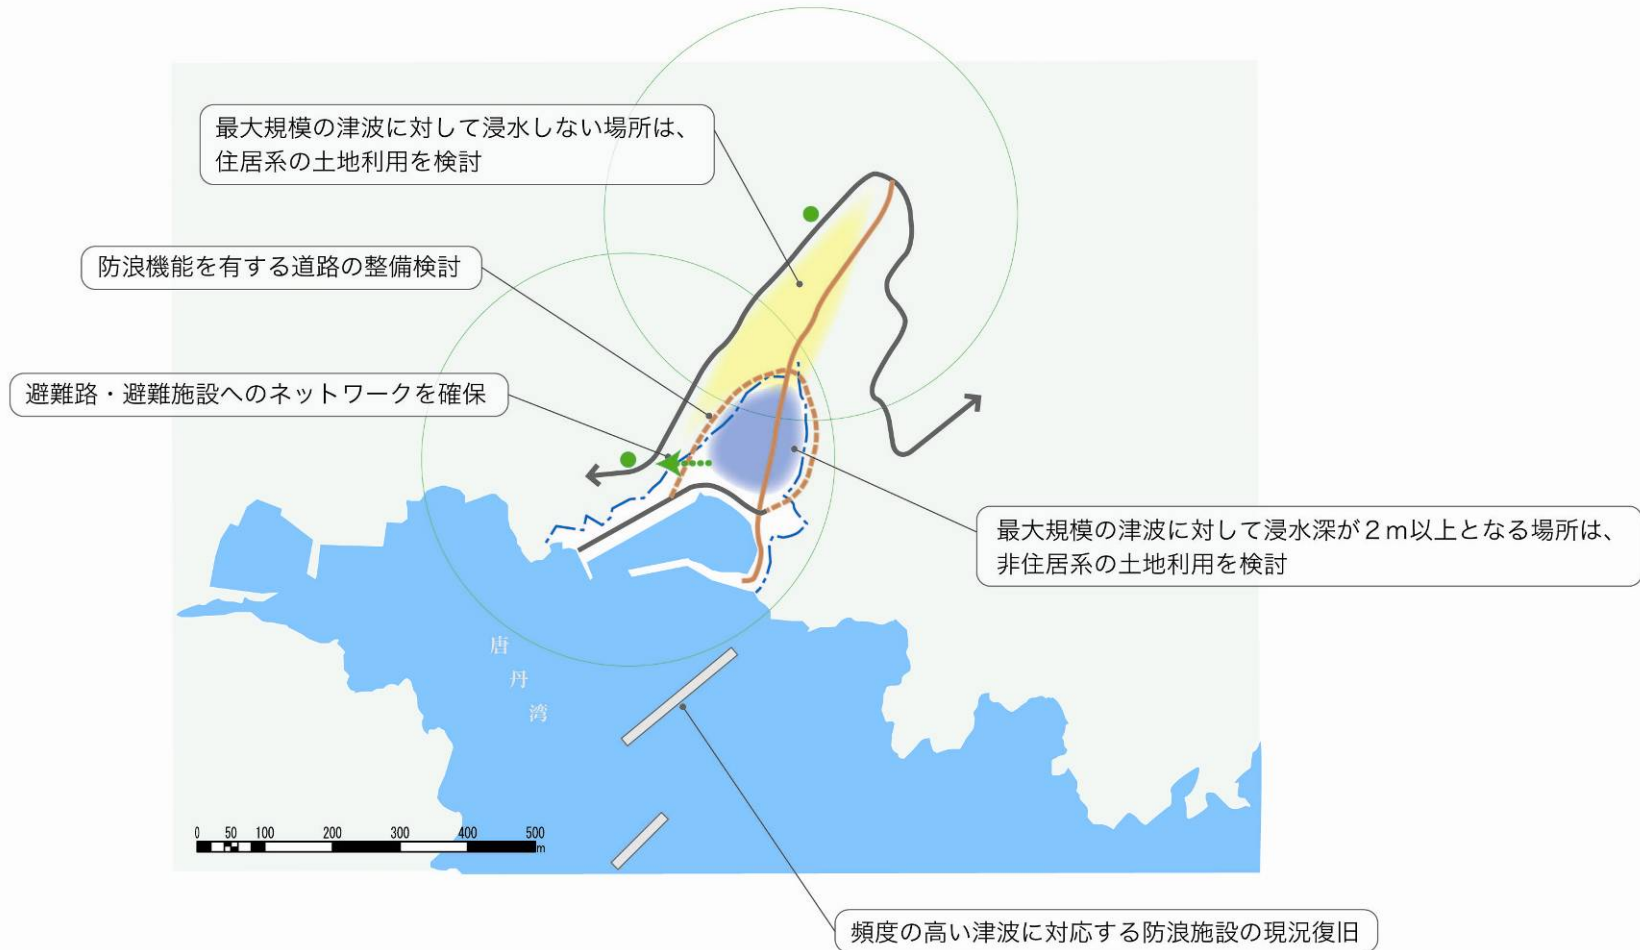 最大規模の津波に対して浸水しない場所は、
住居系の土地利用を検討
防浪機能を有する道路の整備検討
避難路・避難施設へのネットワークを確保
最大規模の津波に対して浸水深が２ｍ以上となる場所は、
非住居系の土地利用を検討
唐丹湾
0 50 100 200 300 400 500
m
頻度の高い津波に対応する防浪施設の現況復旧